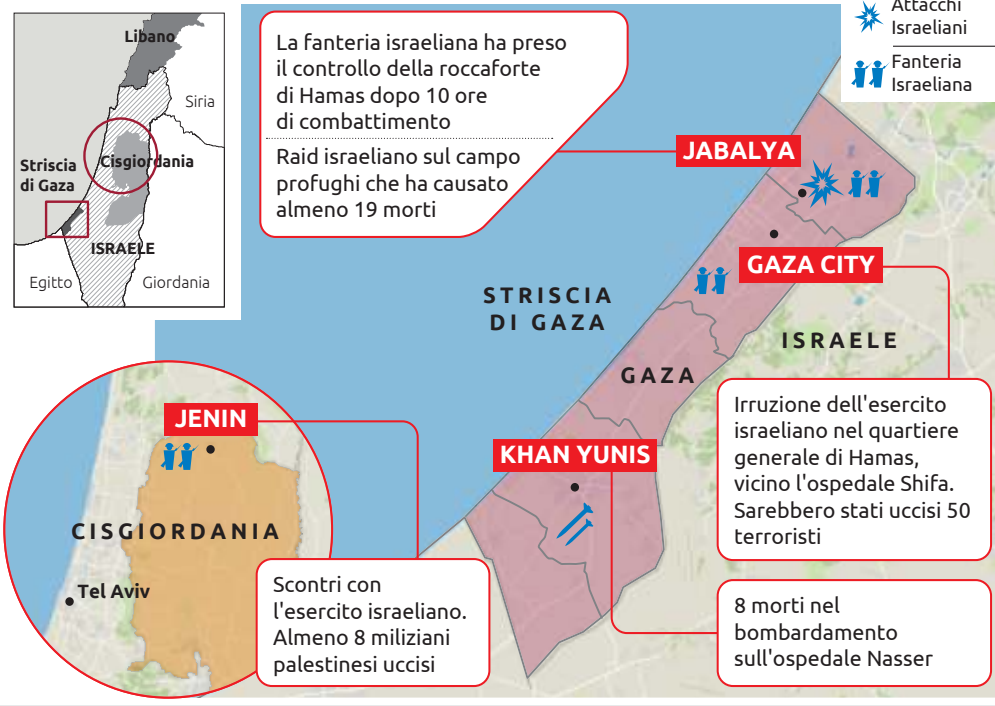 Libano
Siria
Cisgiordania
Striscia
di Gaza
ISRAELE
Egitto
Giordania
La fanteria israeliana ha preso
il controllo della roccaforte
di Hamas dopo 10 ore
di combattimento
Raid israeliano sul campo
profughi che ha causato
almeno 19 morti
Attacchi
Israeliani
Fanteria
Israeliana
JABALYA
GAZA CITY
STRISCIA
DI GAZA
ISRAELE
GAZA
Irruzione dell'esercito
israeliano nel quartiere
generale di Hamas,
vicino l'ospedale Shifa.
Sarebbero stati uccisi 50
terroristi
KHAN YUNIS
8 morti nel
bombardamento
sull'ospedale Nasser
JENIN
CISGIORDANIA
Tel Aviv
Scontri con
l'esercito israeliano.
Almeno 8 miliziani
palestinesi uccisi